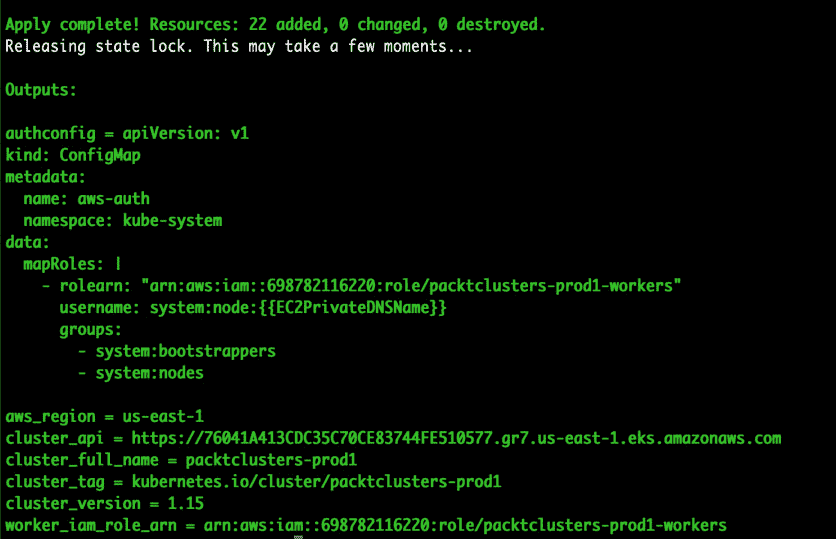 Apply complete! Resources: 22 added, 0 changed, 0 destroyed.
Releasing state lock. This may take a few moments...
Outputs:
authconfig = apiVersion: v1
kind: ConfigMap
metadata:
  name: aws-auth
  namespace: kube-system
data:
  mapRoles: |
    - rolearn: "arn:aws:iam::698782116220:role/packtclusters-prod1-workers"
      username: system:node:{{EC2PrivateDNSName}}
      groups:
        - system:bootstrappers
        - system:nodes
aws_region = us-east-1
cluster_api = https://76041A413CDC35C70CE83744FE510577.gr7.us-east-1.eks.amazonaws.com
cluster_full_name = packtclusters-prod1
cluster_tag = kubernetes.io/cluster/packtclusters-prod1
cluster_version = 1.15
worker_iam_role_arn = arn:aws:iam::698782116220:role/packtclusters-prod1-workers